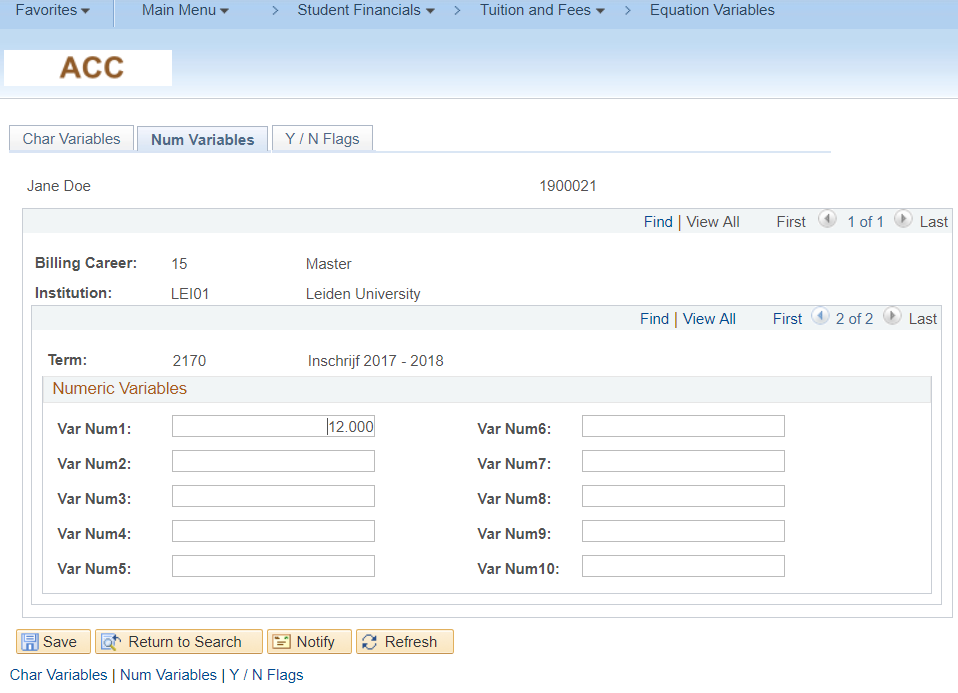 Favorites Main Menu > Student Financials > Tuition and Fees > Equation Variables
ACC
Char Variables Num Variables Y / N Flags
Jane Doe 1900021
Find | View All First 1 of 1 Last
Billing Career: 15 Master
Institution: LEI01 Leiden University
Find | View All First 2 of 2 Last
Term: 2170 Inschrijf 2017 - 2018
Numeric Variables
Var Num1: 12.000 Var Num6:
Var Num2: Var Num7:
Var Num3: Var Num8:
Var Num4: Var Num9:
Var Num5: Var Num10:
Save Return to Search Notify Refresh
Char Variables | Num Variables | Y / N Flags